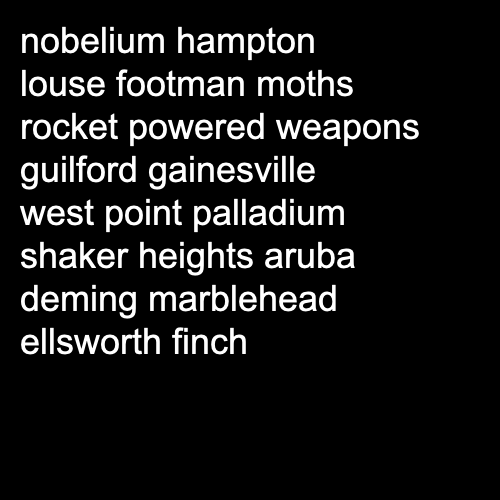 nobelium hampton
louse footman moths
rocket powered weapons
guilford gainesville
west point palladium
shaker heights aruba
deming marblehead
ellsworth finch